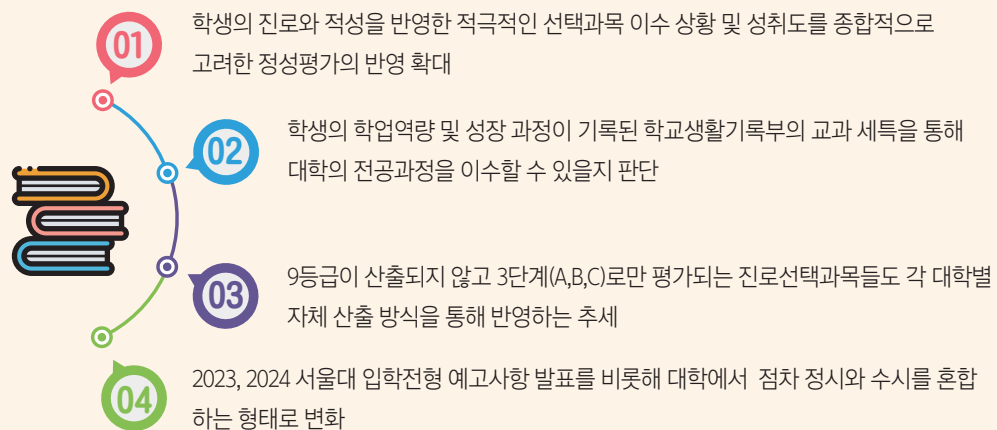 01
학생의 진로와 적성을 반영한 적극적인 선택과목 이수 상황 및 성취도를 종합적으로
고려한 정성평가의 반영 확대
02
학생의 학업역량 및 성장 과정이 기록된 학교생활기록부의 교과 세특을 통해
대학의 전공과정을 이수할 수 있을지 판단
03
9등급이 산출되지 않고 3단계(A,B,C)로만 평가되는 진로선택과목들도 각 대학별
자체 산출 방식을 통해 반영하는 추세
04
2023, 2024 서울대 입학전형 예고사항 발표를 비롯해 대학에서 점차 정시와 수시를 혼합
하는 형태로 변화